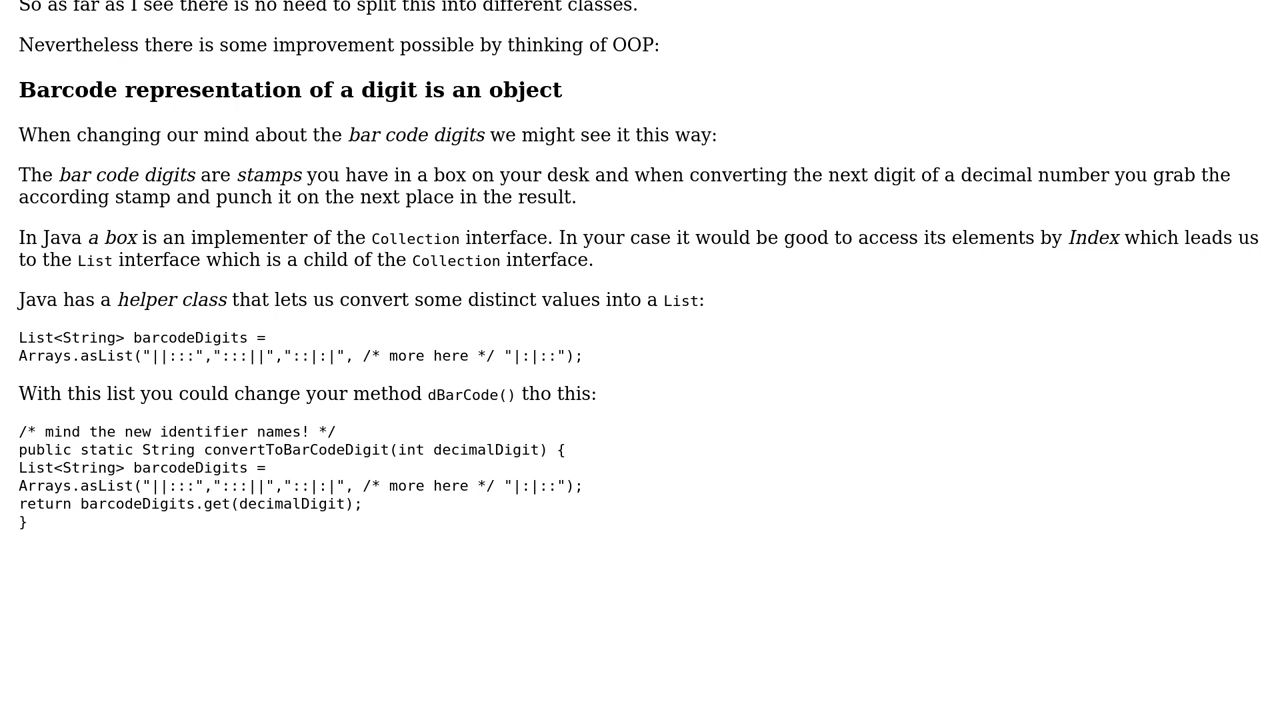 So as far as I see there is no need to split this into different classes.
Nevertheless there is some improvement possible by thinking of OOP:
Barcode representation of a digit is an object
When changing our mind about the bar code digits we might see it this way:
The bar code digits are stamps you have in a box on your desk and when converting the next digit of a decimal number you grab the
according stamp and punch it on the next place in the result.
In Java a box is an implementer of the Collection interface. In your case it would be good to access its elements by Index which leads us
to the List interface which is a child of the Collection interface.
Java has a helper class that lets us convert some distinct values into a List:
List<String> barcodeDigits =
Arrays.asList("||:::",":::||","::|:|", /* more here */ "|:|::");
With this list you could change your method dBarCode() tho this:
/* mind the new identifier names! */
public static String convertToBarCodeDigit(int decimalDigit) {
List<String> barcodeDigits =
Arrays.asList("||:::",":::||","::|:|", /* more here */ "|:|::");
return barcodeDigits.get(decimalDigit);
}